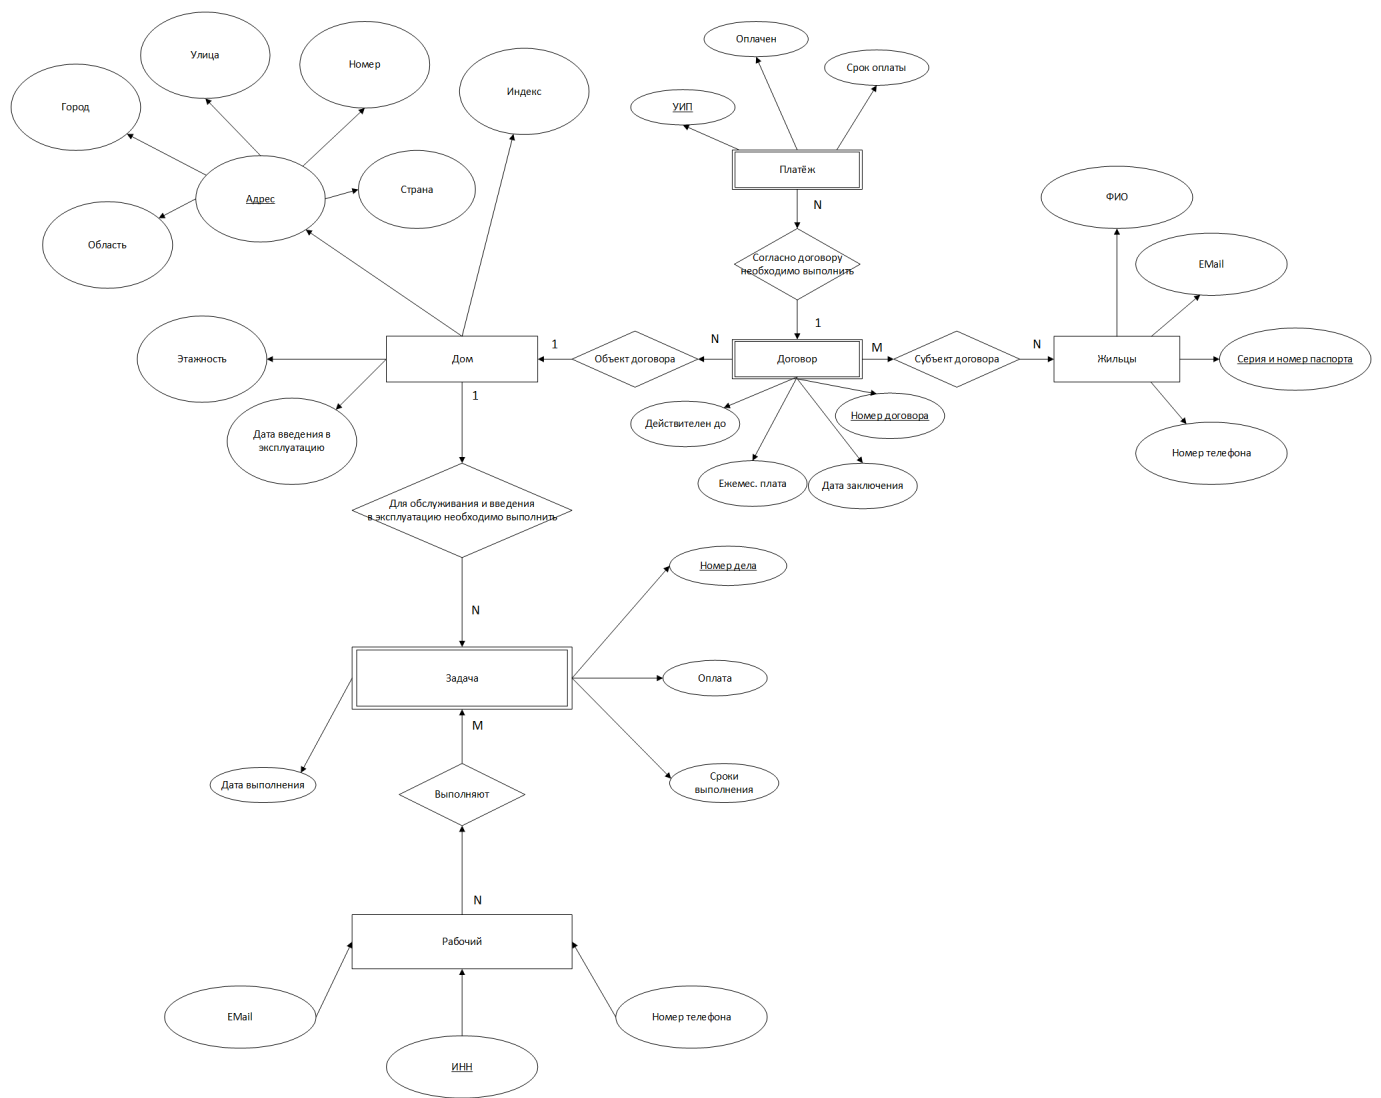 Улица
Номер
Город
Индекс
Адрес
Страна
Область
Оплачен
Срок оплаты
УИП
Платёж
N
Согласно договору
необходимо выполнить
1
ФИО
EMail
Этажность
Дом
1
Объект договора
N
Договор
M
Субъект договора
N
Жильцы
Серия и номер паспорта
1
Дата введения в
эксплуатацию
Действителен до
Номер договора
Номер телефона
Ежемес. плата
Дата заключения
Для обслуживания и введения
в эксплуатацию необходимо выполнить
Номер дела
N
Задача
Оплата
M
Дата выполнения
Сроки
выполнения
Выполняют
N
Рабочий
EMail
Номер телефона
ИНН